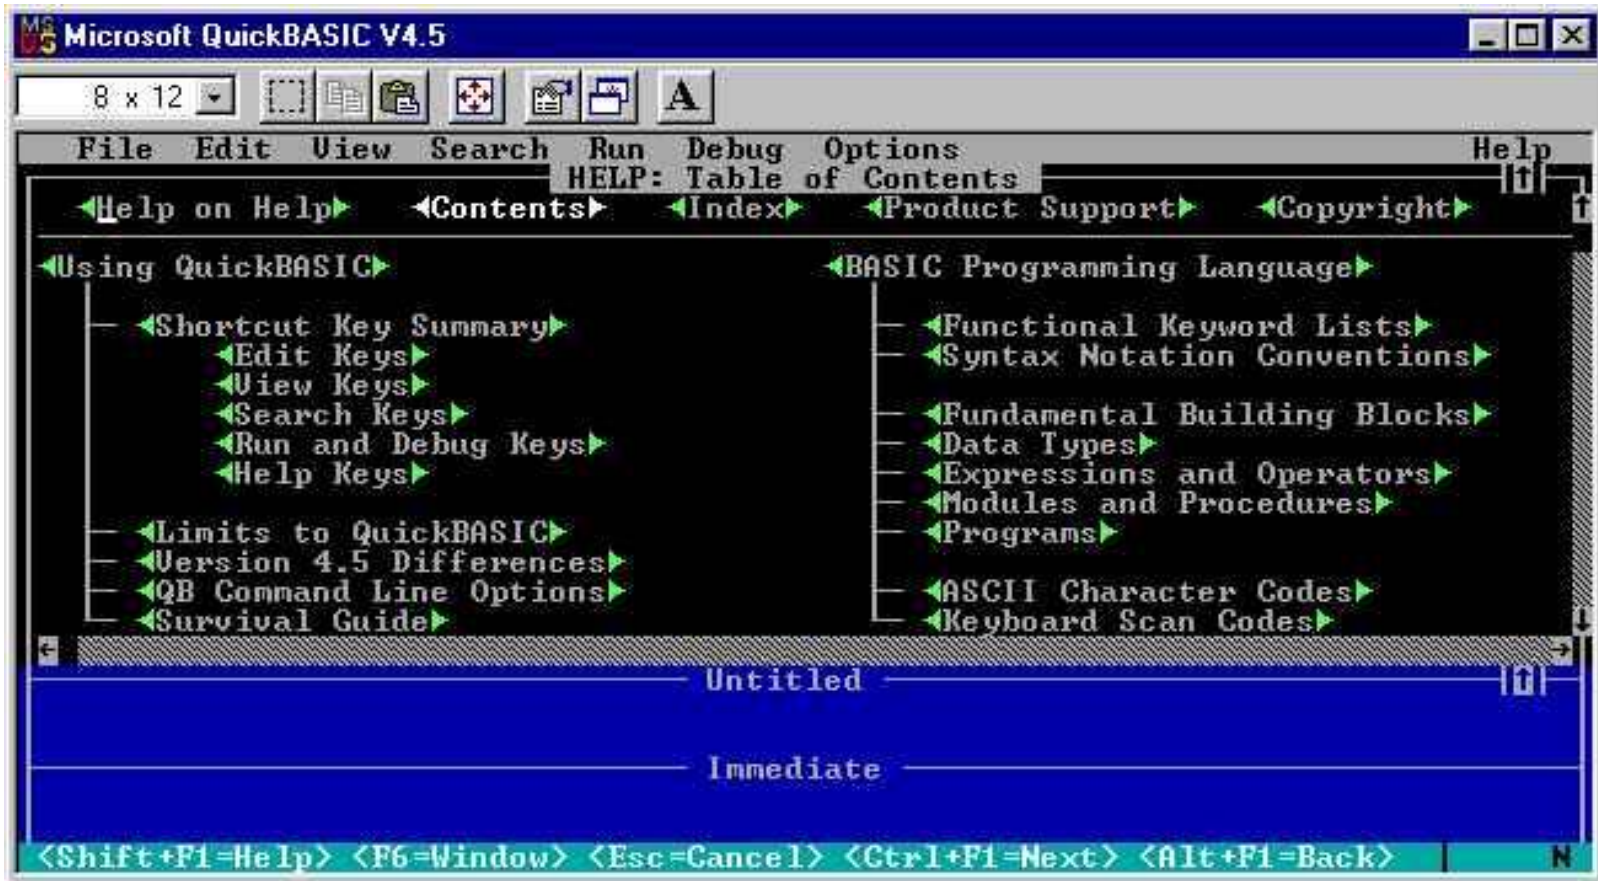 Microsoft QuickBASIC V4.5
8 x 12 A
File Edit View Search Run Debug Options Help
HELP: Table of Contents
Help on Help Contents Index Product Support Copyright
Using QuickBASIC
Shortcut Key Summary
Edit Keys
View Keys
Search Keys
Run and Debug Keys
Help Keys
Limits to QuickBASIC
Version 4.5 Differences
QB Command Line Options
Survival Guide
BASIC Programming Language
Functional Keyword Lists
Syntax Notation Conventions
Fundamental Building Blocks
Data Types
Expressions and Operators
Modules and Procedures
Programs
ASCII Character Codes
Keyboard Scan Codes
Untitled
Immediate
<Shift+F1=Help> <F6=Window> <Esc=Cancel> <Ctrl+F1=Next> <Alt+F1=Back> N